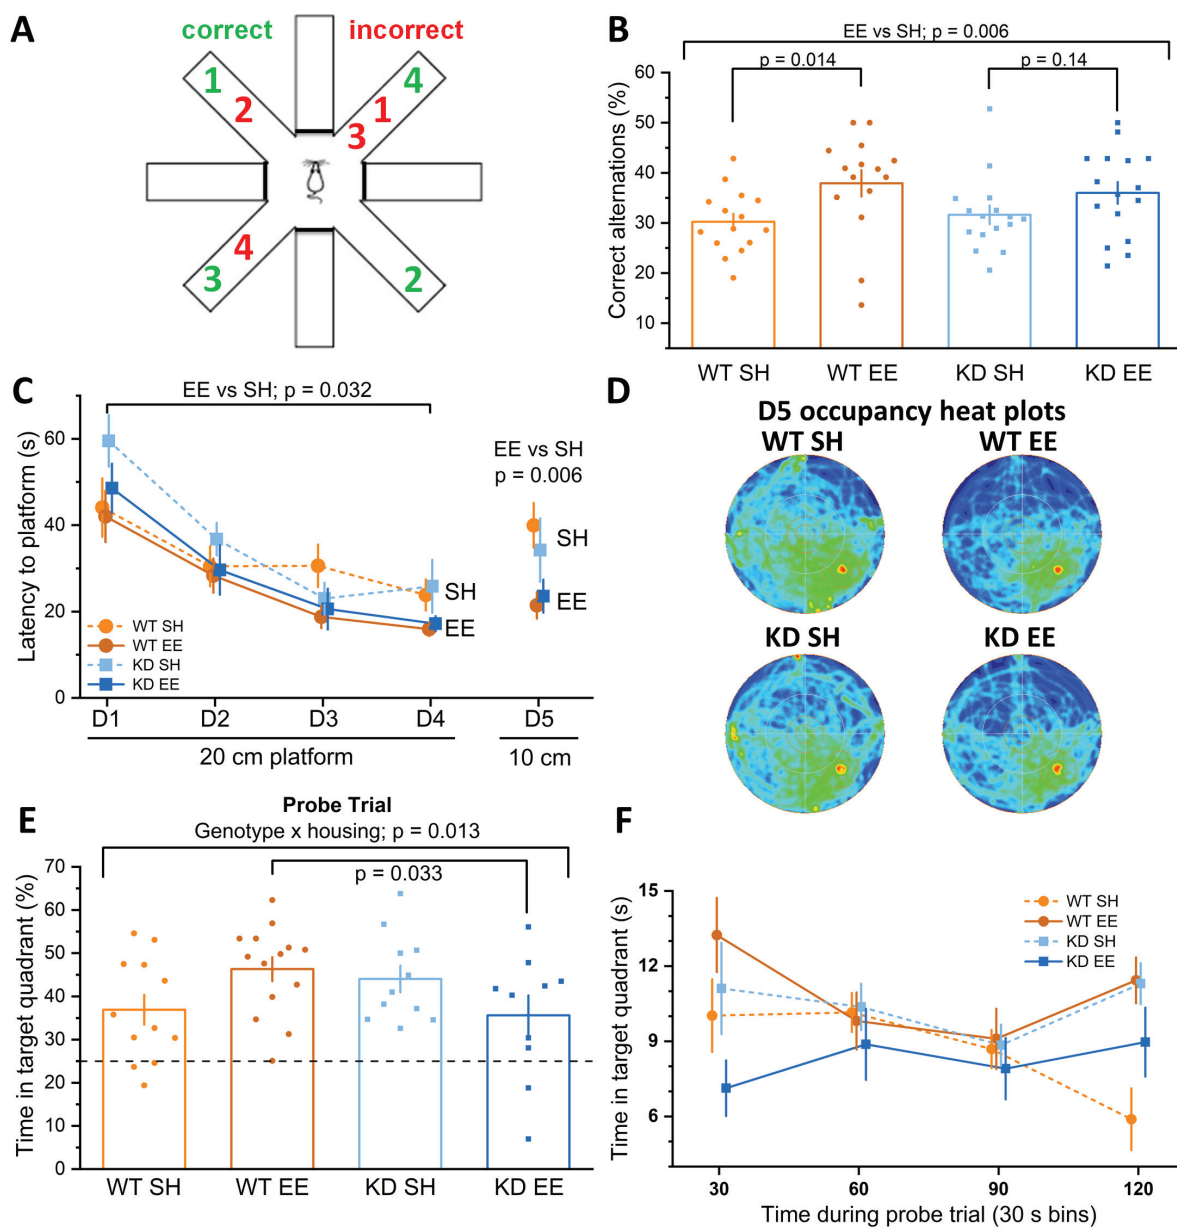 A
correct
incorrect
1
2
4
1
3
4
3
2
B
EE vs SH; p = 0.006
p = 0.014
p = 0.14
Correct alternations (%)
60
50
40
30
20
10
WT SH
WT EE
KD SH
KD EE
C
EE vs SH; p = 0.032
EE vs SH
p = 0.006
Latency to platform (s)
60
40
20
0
SH
EE
SH
EE
WT SH
WT EE
KD SH
KD EE
D1
D2
D3
D4
D5
20 cm platform
10 cm
D
D5 occupancy heat plots
WT SH
WT EE
KD SH
KD EE
E
Probe Trial
Genotype x housing; p = 0.013
p = 0.033
Time in target quadrant (%)
70
60
50
40
30
20
10
0
WT SH
WT EE
KD SH
KD EE
F
Time in target quadrant (s)
15
12
9
6
WT SH
WT EE
KD SH
KD EE
30
60
90
120
Time during probe trial (30 s bins)